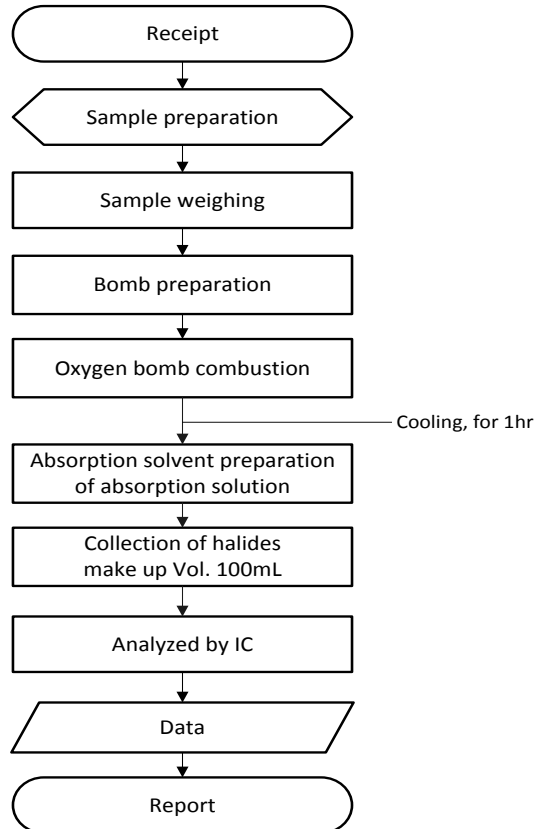 Receipt
Sample preparation
Sample weighing
Bomb preparation
Oxygen bomb combustion
Cooling, for 1hr
Absorption solvent preparation
of absorption solution
Collection of halides
make up Vol. 100mL
Analyzed by IC
Data
Report